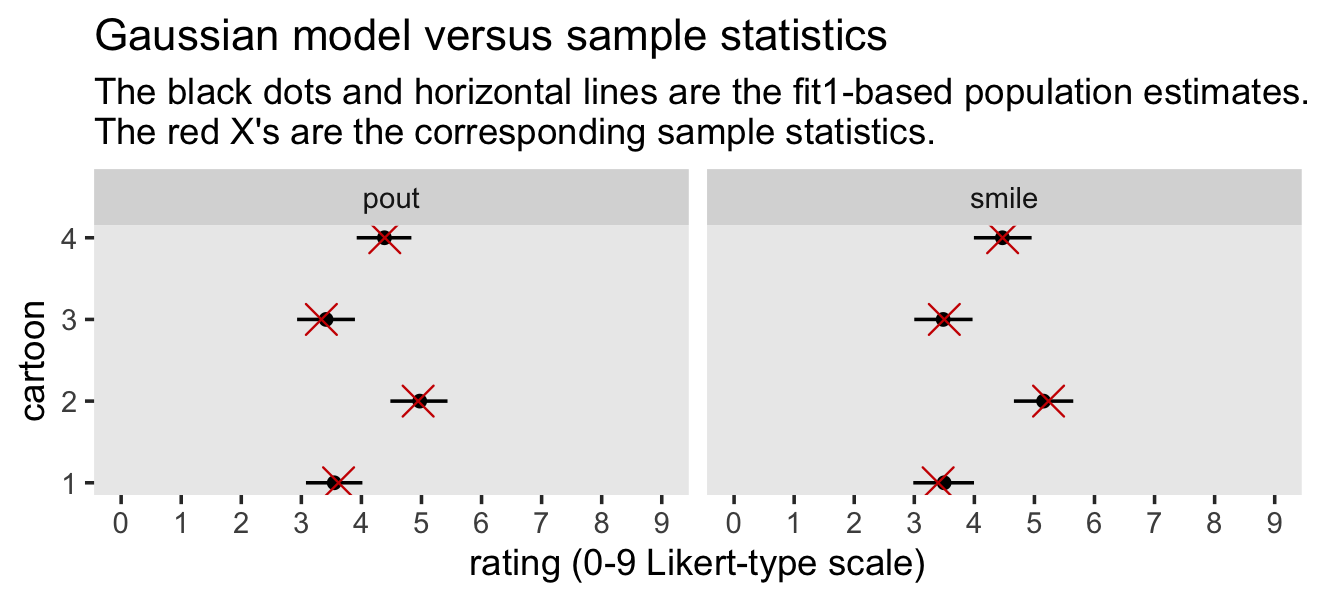 Gaussian model versus sample statistics
The black dots and horizontal lines are the fit1-based population estimates.
The red X's are the corresponding sample statistics.
pout smile
4
3
2
1
cartoon
0 1 2 3 4 5 6 7 8 9 0 1 2 3 4 5 6 7 8 9
rating (0-9 Likert-type scale)